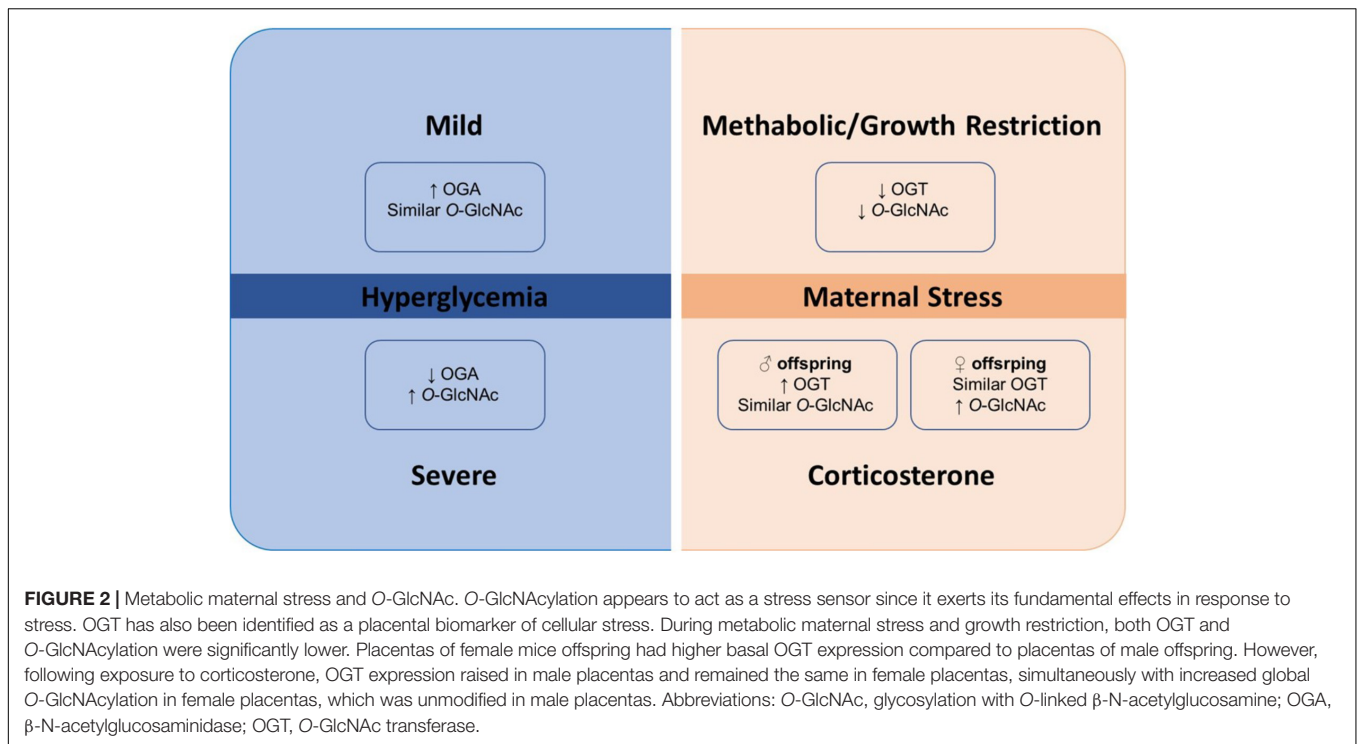 Mild
↑ OGA
Similar O-GlcNAc
Methabolic/Growth Restriction
↓ OGT
↓ O-GlcNAc
Hyperglycemia
Maternal Stress
↓ OGA
↑ O-GlcNAc
Severe
♂ offspring
↑ OGT
Similar O-GlcNAc
♀ offsrping
Similar OGT
↑ O-GlcNAc
Corticosterone
FIGURE 2 | Metabolic maternal stress and O-GlcNAc. O-GlcNAcylation appears to act as a stress sensor since it exerts its fundamental effects in response to
stress. OGT has also been identified as a placental biomarker of cellular stress. During metabolic maternal stress and growth restriction, both OGT and
O-GlcNAcylation were significantly lower. Placentas of female mice offspring had higher basal OGT expression compared to placentas of male offspring. However,
following exposure to corticosterone, OGT expression raised in male placentas and remained the same in female placentas, simultaneously with increased global
O-GlcNAcylation in female placentas, which was unmodified in male placentas. Abbreviations: O-GlcNAc, glycosylation with O-linked β-N-acetylglucosamine; OGA,
β-N-acetylglucosaminidase; OGT, O-GlcNAc transferase.